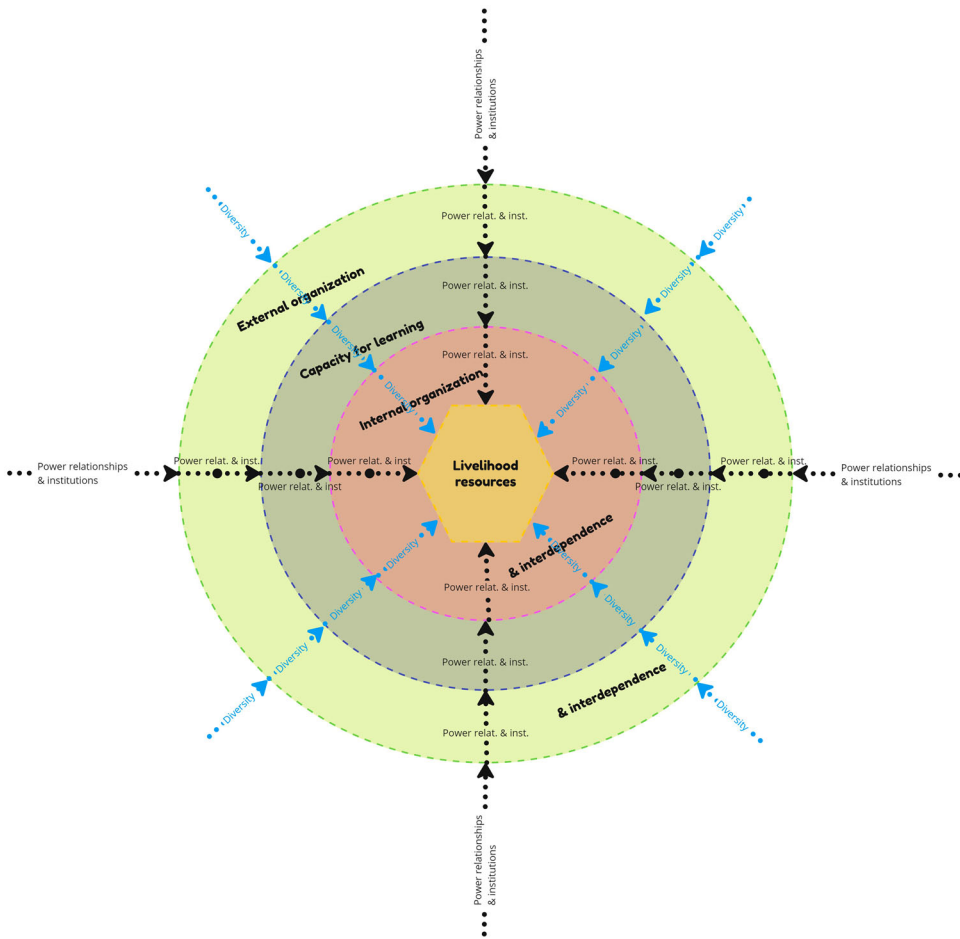 Power relationships
& institutions
Diversity
Diversity
Power relat. & inst.
External organization
Diversity
Diversity
Power relat. & inst.
Capacity for learning
Diversity
Diversity
Power relat. & inst.
Internal organization
Diversity
Diversity
Power relationships
& institutions
Power relat. & inst.
Power relat. & inst
Power relat. & inst
Livelihood
resources
Power relat. & inst.
Power relat. & inst.
Power relat. & inst.
Power relationships
& institutions
& interdependence
Diversity
Diversity
Power relat. & inst.
Diversity
Diversity
Power relat. & inst.
Diversity
Diversity
& interdependence
Power relat. & inst.
Diversity
Diversity
Power relationships
& institutions